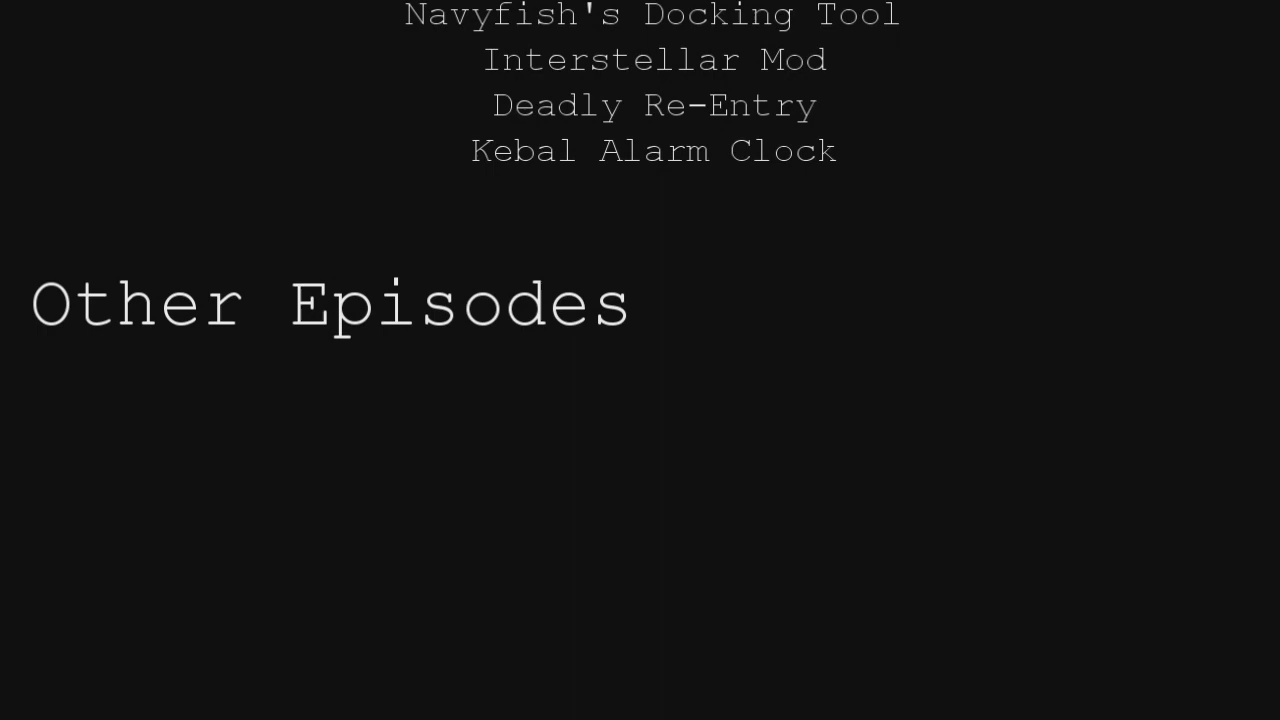 Navyfish's Docking Tool
Interstellar Mod
Deadly Re-Entry
Kebal Alarm Clock
Other Episodes